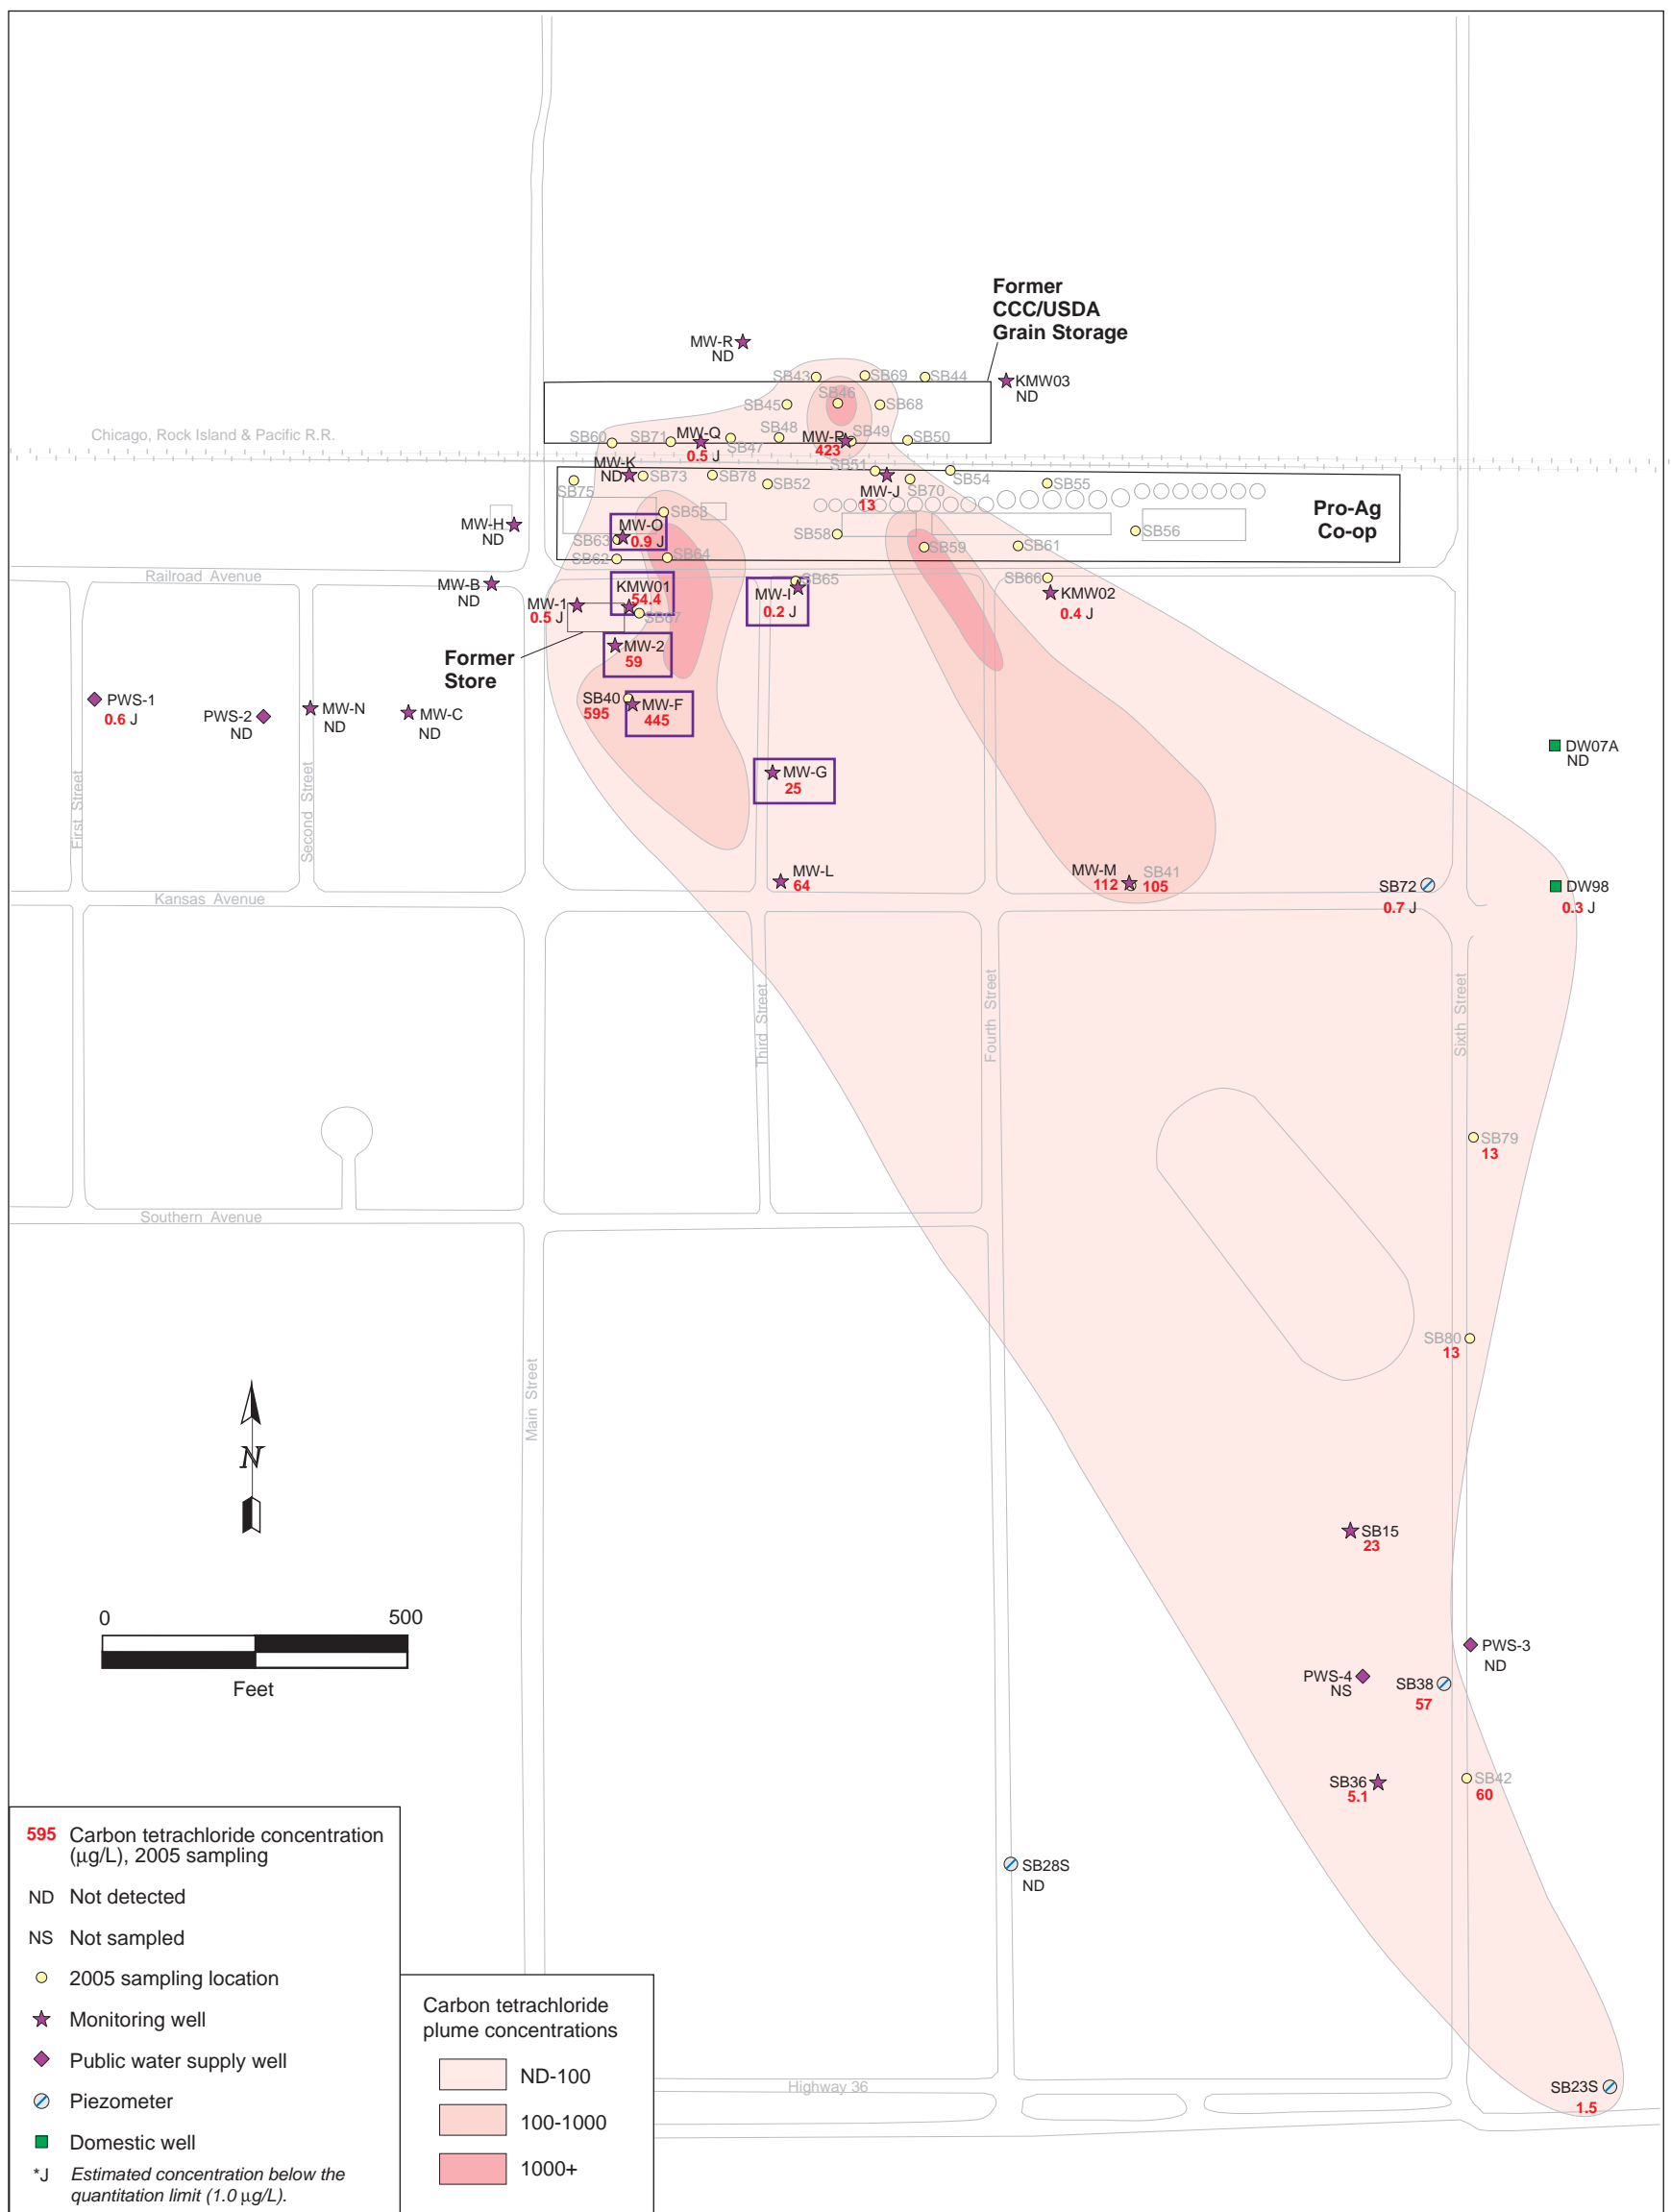 Former
CCC/USDA
Grain Storage
MW-R
ND
KMW03
ND
SB43
SB69
SB44
SB46
SB45
SB68
Chicago, Rock Island & Pacific R.R.
SB60
SB71
MW-Q
0.5 J
SB47
SB48
MW-P
423
SB49
SB50
MW-K
ND
SB73
SB78
SB52
SB51
MW-J
13
SB70
SB54
SB55
SB75
Pro-Ag
Co-op
MW-H
ND
SB53
MW-O
0.9 J
SB63
SB62
SB64
SB58
SB59
SB61
SB56
Railroad Avenue
MW-B
ND
MW-1
0.5 J
KMW01
54.4
SB67
MW-I
0.2 J
SB65
SB66
KMW02
0.4 J
Former
Store
MW-2
59
PWS-1
0.6 J
PWS-2
ND
MW-N
ND
MW-C
ND
SB40
595
MW-F
445
DW07A
ND
MW-G
25
First Street
Second Street
MW-L
64
MW-M
112
SB41
105
SB72
0.7 J
DW98
0.3 J
Kansas Avenue
Third Street
Fourth Street
Sixth Street
SB79
13
Southern Avenue
SB80
13
Main Street
N
SB15
23
0 500
Feet
PWS-3
ND
PWS-4
NS
SB38
57
SB36
5.1
SB42
60
SB28S
ND
Highway 36
SB23S
1.5
595 Carbon tetrachloride concentration
(µg/L), 2005 sampling
ND Not detected
NS Not sampled
2005 sampling location
Monitoring well
Public water supply well
Piezometer
Domestic well
*J Estimated concentration below the
quantitation limit (1.0 µg/L).
Carbon tetrachloride
plume concentrations
ND-100
100-1000
1000+